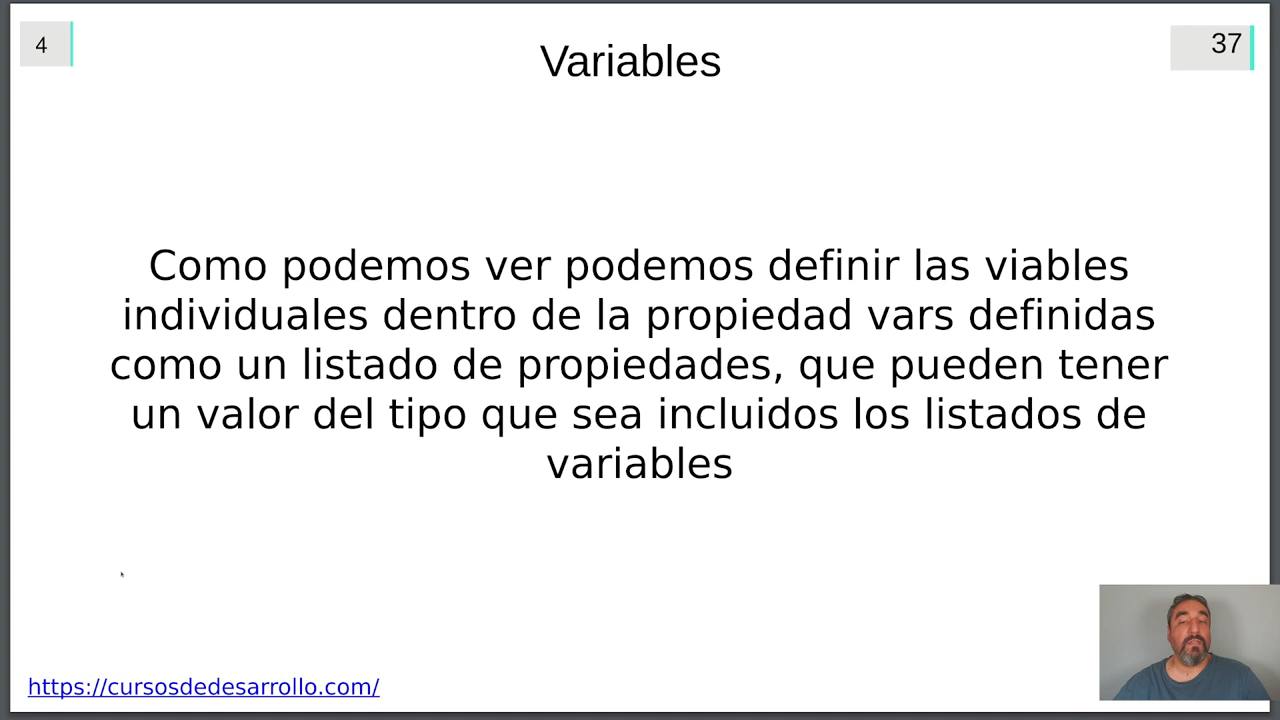 4
Variables
37
Como podemos ver podemos definir las viables
individuales dentro de la propiedad vars definidas
como un listado de propiedades, que pueden tener
un valor del tipo que sea incluidos los listados de
variables
https://cursosdedesarrollo.com/